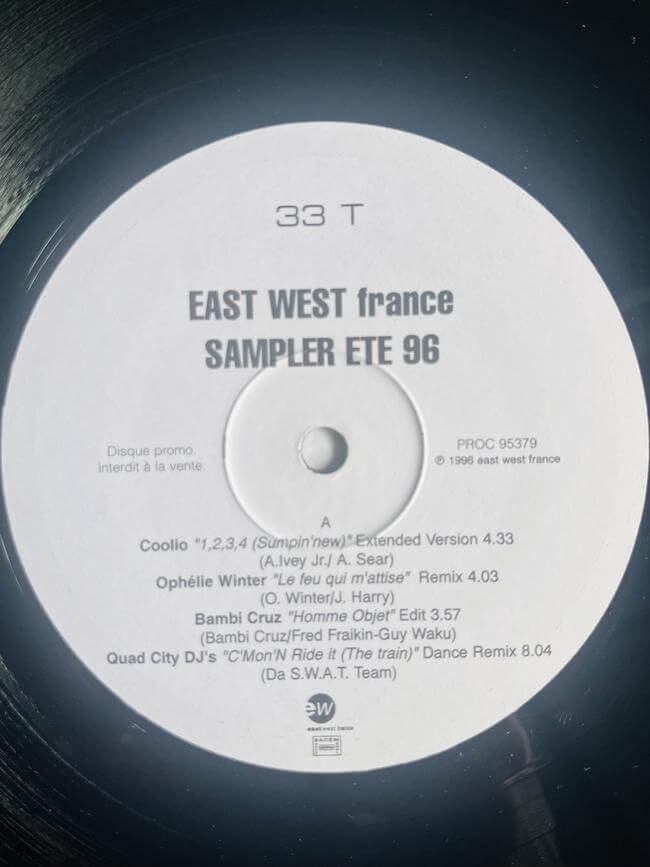 33 T
EAST WEST france
SAMPLER ETE 96
Disque promo.
interdit à la vente.
PROC 95379
℗ 1996 east west france
A
Coolio "1,2,3,4 (Sumpin'new)" Extended Version 4.33
(A.Ivey Jr./ A. Sear)
Ophélie Winter "Le feu qui m'attise" Remix 4.03
(O. Winter/J. Harry)
Bambi Cruz "Homme Objet" Edit 3.57
(Bambi Cruz/Fred Fraikin-Guy Waku)
Quad City DJ's "C'Mon'N Ride it (The train)" Dance Remix 8.04
(Da S.W.A.T. Team)
ew
east west france
SACEM